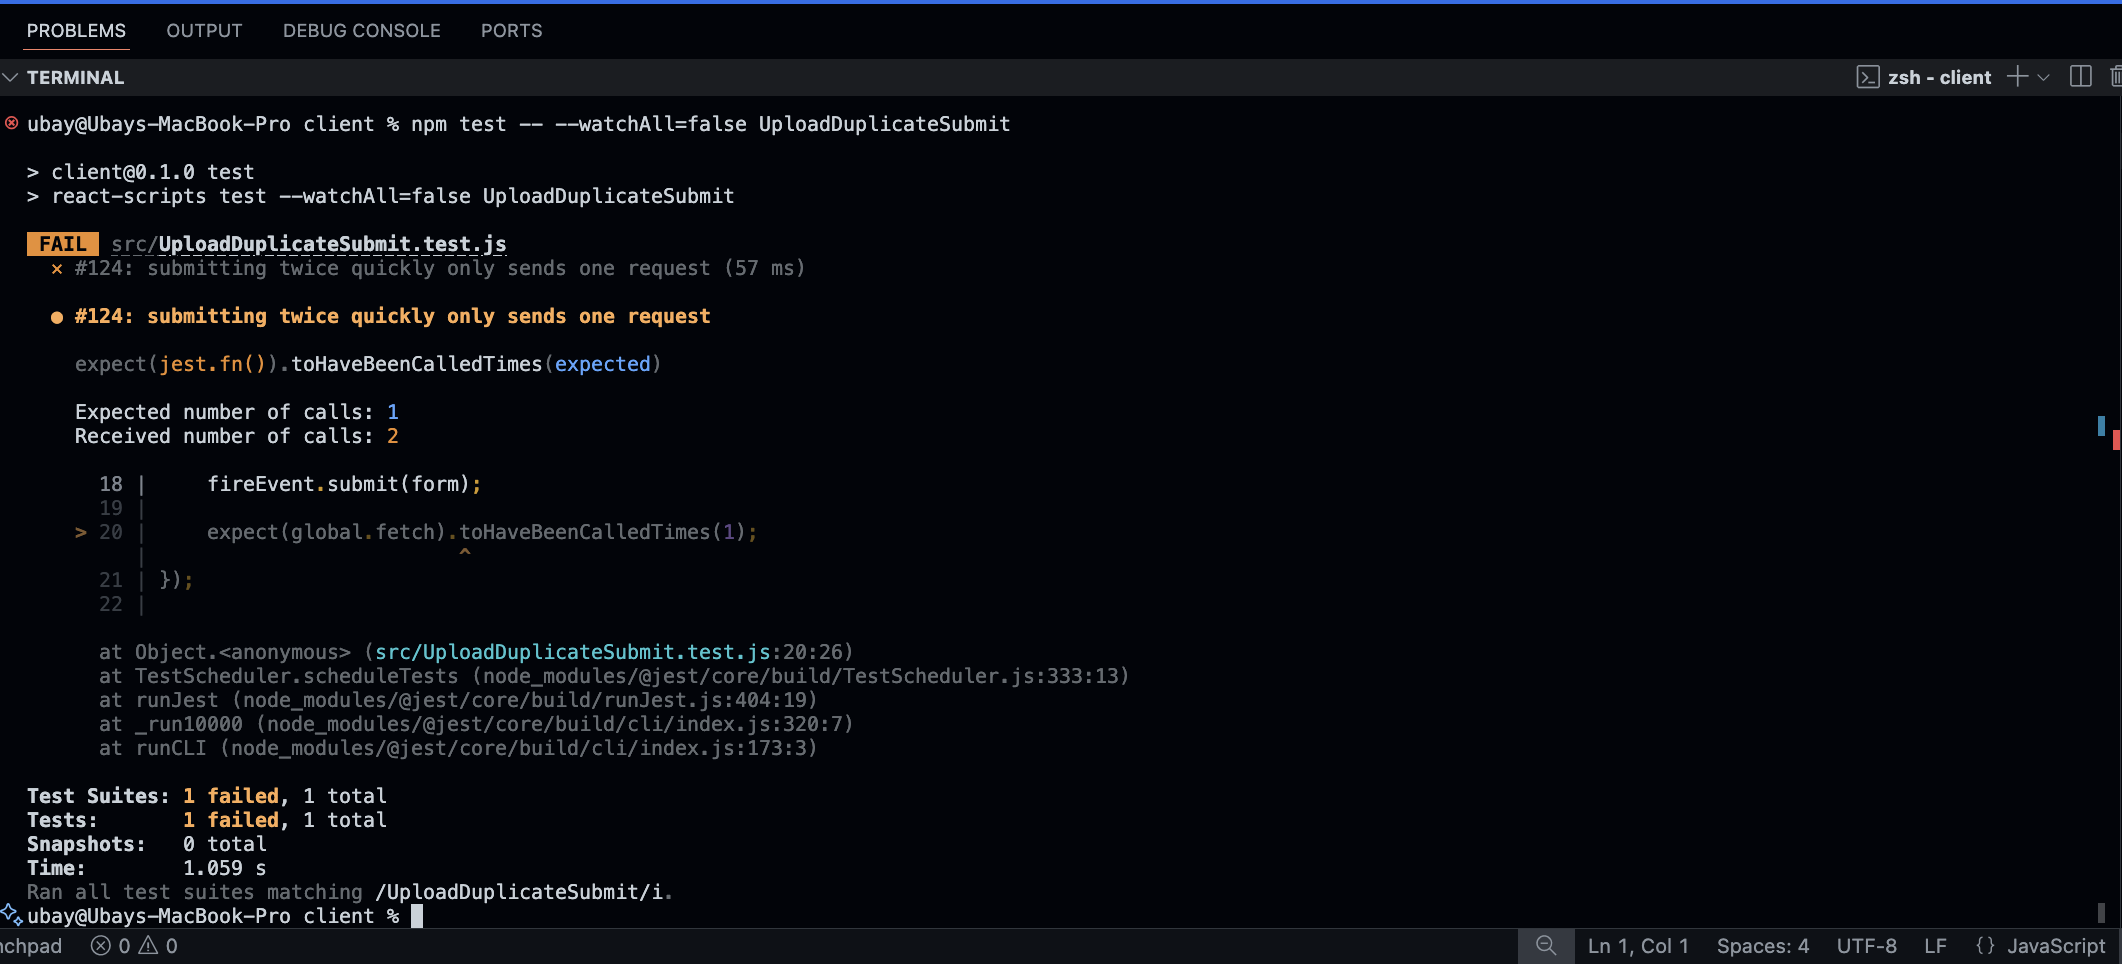 PROBLEMS OUTPUT DEBUG CONSOLE PORTS
TERMINAL zsh - client
ubay@Ubays-MacBook-Pro client % npm test -- --watchAll=false UploadDuplicateSubmit
> client@0.1.0 test
> react-scripts test --watchAll=false UploadDuplicateSubmit
FAIL src/UploadDuplicateSubmit.test.js
× #124: submitting twice quickly only sends one request (57 ms)
● #124: submitting twice quickly only sends one request
expect(jest.fn()).toHaveBeenCalledTimes(expected)
Expected number of calls: 1
Received number of calls: 2
18 | fireEvent.submit(form);
19 |
> 20 | expect(global.fetch).toHaveBeenCalledTimes(1);
| ^
21 | });
22 |
at Object.<anonymous> (src/UploadDuplicateSubmit.test.js:20:26)
at TestScheduler.scheduleTests (node_modules/@jest/core/build/TestScheduler.js:333:13)
at runJest (node_modules/@jest/core/build/runJest.js:404:19)
at _run10000 (node_modules/@jest/core/build/cli/index.js:320:7)
at runCLI (node_modules/@jest/core/build/cli/index.js:173:3)
Test Suites: 1 failed, 1 total
Tests: 1 failed, 1 total
Snapshots: 0 total
Time: 1.059 s
Ran all test suites matching /UploadDuplicateSubmit/i.
ubay@Ubays-MacBook-Pro client %
nchpad 0 0 Ln 1, Col 1 Spaces: 4 UTF-8 LF {} JavaScript